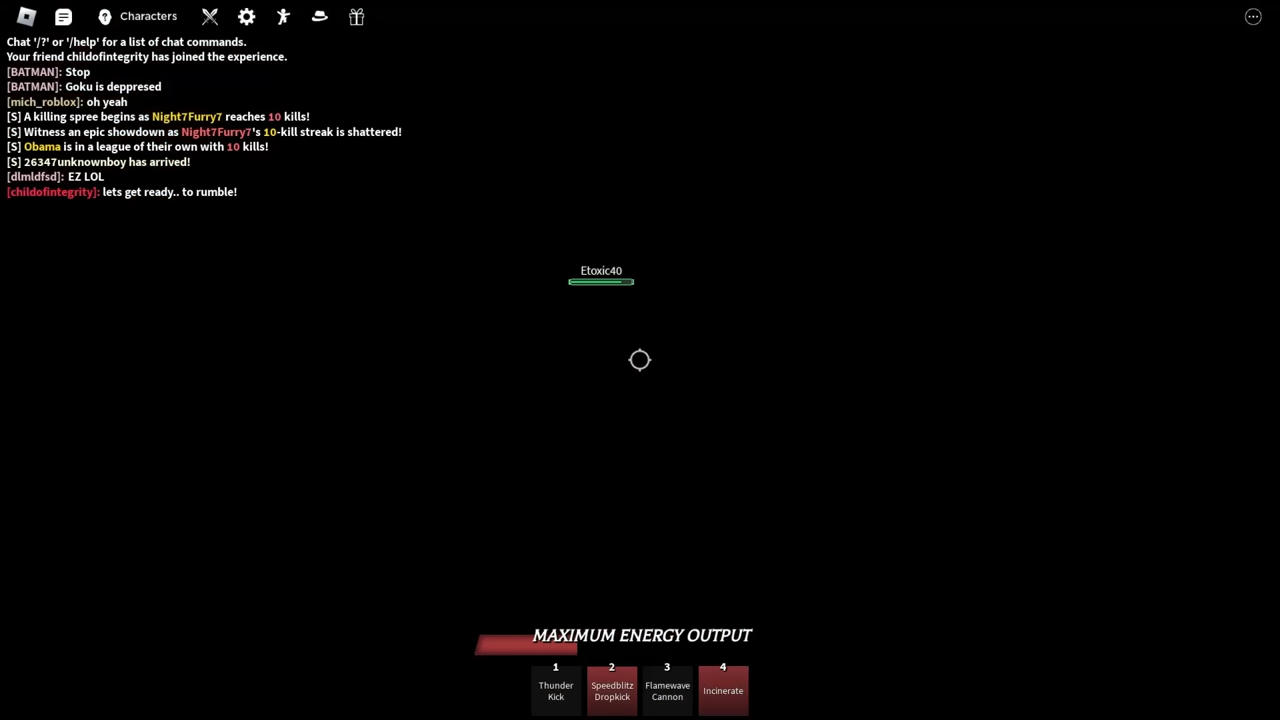 Characters
Chat '/?' or '/help' for a list of chat commands.
Your friend childofintegrity has joined the experience.
[BATMAN]: Stop
[BATMAN]: Goku is deppresed
[mich_roblox]: oh yeah
[S] A killing spree begins as Night7Furry7 reaches 10 kills!
[S] Witness an epic showdown as Night7Furry7's 10-kill streak is shattered!
[S] Obama is in a league of their own with 10 kills!
[S] 26347unknownboy has arrived!
[dlmldfsd]: EZ LOL
[childofintegrity]: lets get ready.. to rumble!
Etoxic40
MAXIMUM ENERGY OUTPUT
1 2 3 4
Thunder Speedblitz Flamewave Incinerate
Kick Dropkick Cannon